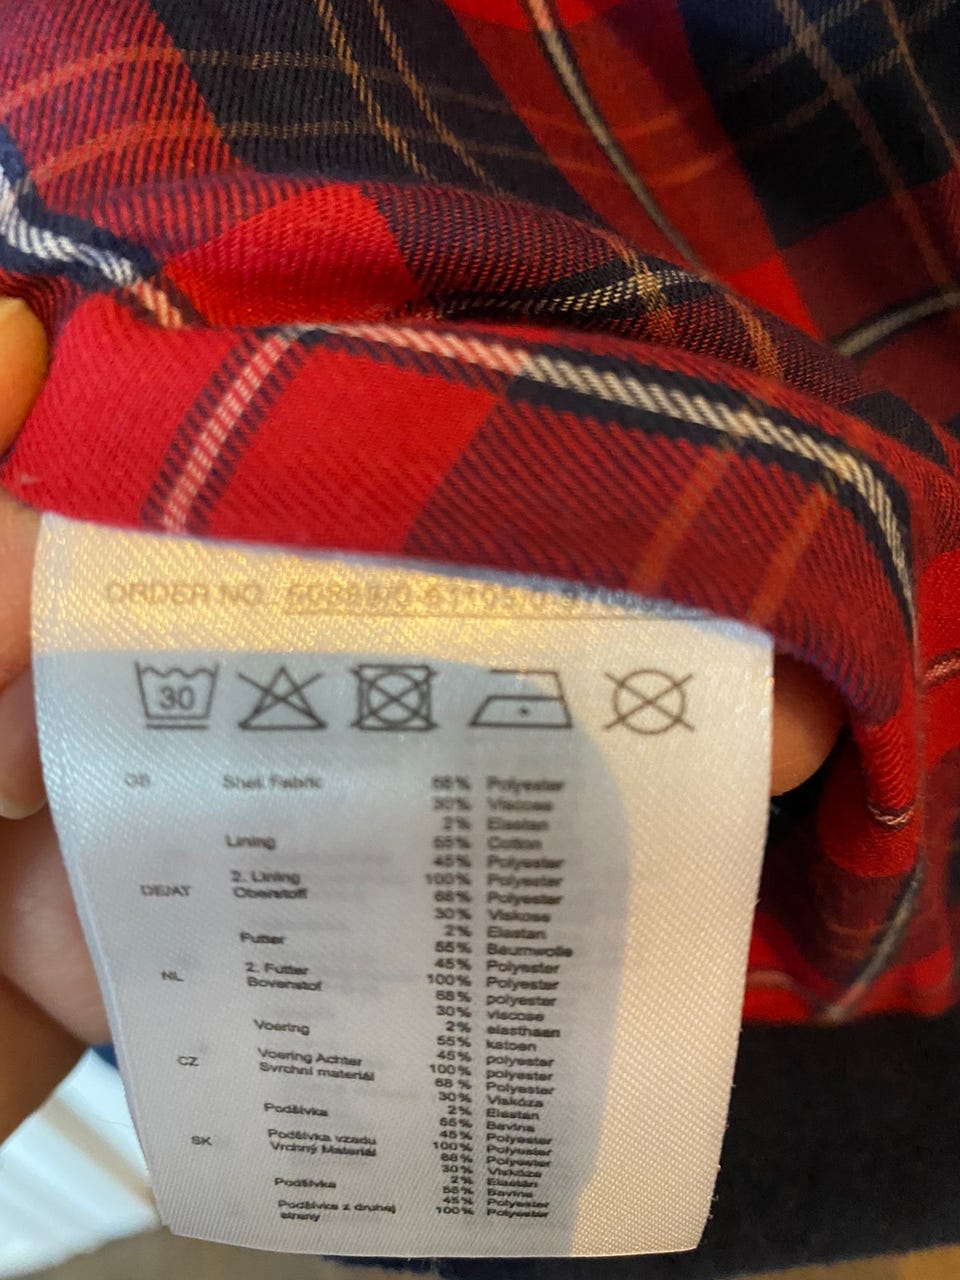 ORDER NO.
30
GB Shell Fabric 68% Polyester
30% Viscose
2% Elastan
Lining 55% Cotton
45% Polyester
2. Lining 100% Polyester
DE/AT Oberstoff 68% Polyester
30% Viskose
2% Elastan
Futter 55% Baumwolle
45% Polyester
2. Futter 100% Polyester
NL Bovenstof 68% polyester
30% viscose
2% elasthaan
Voering 55% katoen
45% polyester
Voering Achter 100% polyester
CZ Svrchní materiál 68% Polyester
30% Viskóza
2% Elastan
Podšívka 55% Bavlna
45% Polyester
Podšívka vzadu 100% Polyester
SK Vrchný Materiál 68% Polyester
30% Viskóza
2% Elastán
Podšívka 55% Bavlna
45% Polyester
Podšívka z druhej 100% Polyester
strany